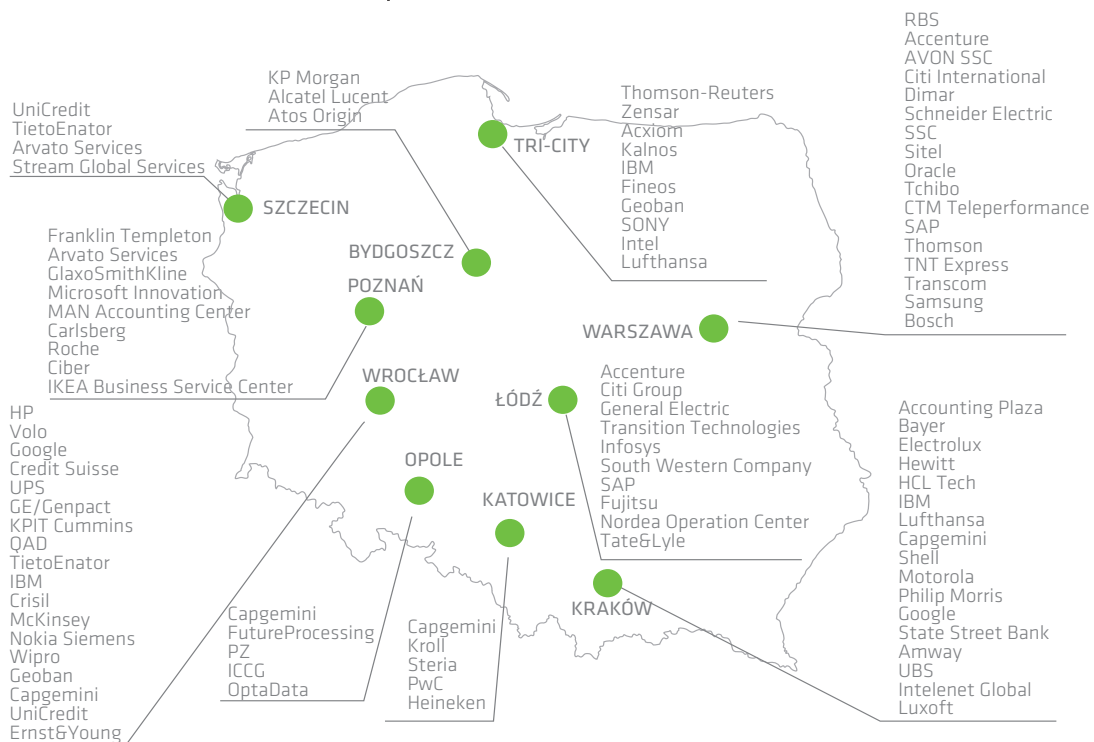 UniCredit
TietoEnator
Arvato Services
Stream Global Services
SZCZECIN
KP Morgan
Alcatel Lucent
Atos Origin
BYDGOSZCZ
TRI-CITY
Thomson-Reuters
Zensar
Acxiom
Kalnos
IBM
Fineos
Geoban
SONY
Intel
Lufthansa
RBS
Accenture
AVON SSC
Citi International
Dimar
Schneider Electric
SSC
Sitel
Oracle
Tchibo
CTM Teleperformance
SAP
Thomson
TNT Express
Transcom
Samsung
Bosch
WARSZAWA
Franklin Templeton
Arvato Services
GlaxoSmithKline
Microsoft Innovation
MAN Accounting Center
Carlsberg
Roche
Ciber
IKEA Business Service Center
POZNAŃ
WROCŁAW
HP
Volo
Google
Credit Suisse
UPS
GE/Genpact
KPIT Cummins
QAD
TietoEnator
IBM
Crisil
McKinsey
Nokia Siemens
Wipro
Geoban
Capgemini
UniCredit
Ernst&Young
ŁÓDŹ
Accenture
Citi Group
General Electric
Transition Technologies
Infosys
South Western Company
SAP
Fujitsu
Nordea Operation Center
Tate&Lyle
OPOLE
Capgemini
FutureProcessing
PZ
ICCG
OptaData
KATOWICE
Capgemini
Kroll
Steria
PwC
Heineken
KRAKÓW
Accounting Plaza
Bayer
Electrolux
Hewitt
HCL Tech
IBM
Lufthansa
Capgemini
Shell
Motorola
Philip Morris
Google
State Street Bank
Amway
UBS
Intelenet Global
Luxoft